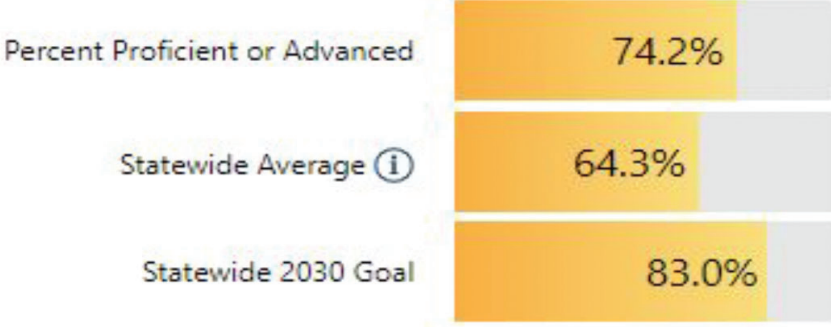 Percent Proficient or Advanced 74.2%
Statewide Average ⓘ 64.3%
Statewide 2030 Goal 83.0%